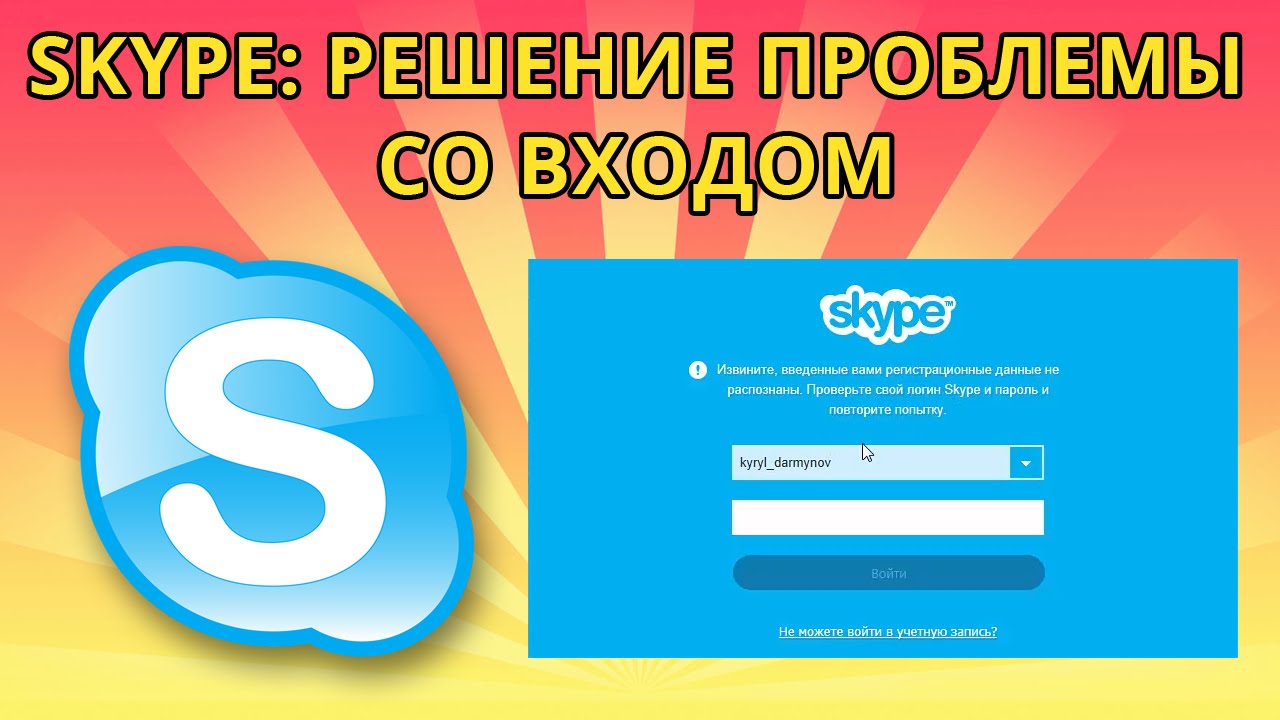 SKYPE: РЕШЕНИЕ ПРОБЛЕМЫ
СО ВХОДОМ
S
skype™
Извините, введенные вами регистрационные данные не
распознаны. Проверьте свой логин Skype и пароль и
повторите попытку.
kyryl_darmynov
Войти
Не можете войти в учетную запись?